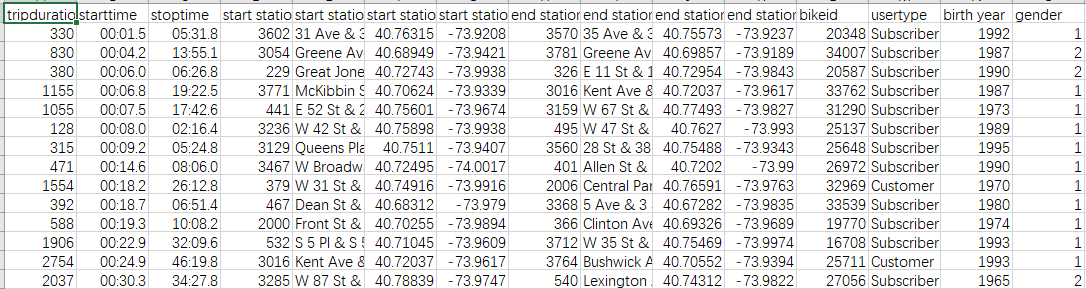 tripduratio starttime stoptime start statio start statio start statio start statio end station end station end station end station bikeid usertype birth year gender
330 00:01.5 05:31.8 3602 31 Ave & 3 40.76315 -73.9208 3570 35 Ave & 3 40.75573 -73.9237 20348 Subscriber 1992 1
830 00:04.2 13:55.1 3054 Greene Av 40.68949 -73.9421 3781 Greene Av 40.69857 -73.9189 34007 Subscriber 1987 2
380 00:06.0 06:26.8 229 Great Jone 40.72743 -73.9938 326 E 11 St & 1 40.72954 -73.9843 20587 Subscriber 1990 2
1155 00:06.8 19:22.5 3771 McKibbin S 40.70624 -73.9339 3016 Kent Ave & 40.72037 -73.9617 33762 Subscriber 1987 1
1055 00:07.5 17:42.6 441 E 52 St & 2 40.75601 -73.9674 3159 W 67 St & 40.77493 -73.9827 31290 Subscriber 1973 1
128 00:08.0 02:16.4 3236 W 42 St & 40.75898 -73.9938 495 W 47 St & 40.7627 -73.993 25137 Subscriber 1989 1
315 00:09.2 05:24.8 3129 Queens Pla 40.7511 -73.9407 3560 28 St & 38 40.75488 -73.9343 25648 Subscriber 1995 1
471 00:14.6 08:06.0 3467 W Broadw 40.72495 -74.0017 401 Allen St & 40.7202 -73.99 26972 Subscriber 1990 1
1554 00:18.2 26:12.8 379 W 31 St & 40.74916 -73.9916 2006 Central Par 40.76591 -73.9763 32969 Customer 1970 1
392 00:18.7 06:51.4 467 Dean St & 40.68312 -73.979 3368 5 Ave & 3 40.67282 -73.9835 33539 Subscriber 1980 1
588 00:19.3 10:08.2 2000 Front St & 40.70255 -73.9894 366 Clinton Ave 40.69326 -73.9689 19770 Subscriber 1974 1
1906 00:22.9 32:09.6 532 S 5 Pl & S 5 40.71045 -73.9609 3712 W 35 St & 40.75469 -73.9974 16708 Subscriber 1993 1
2754 00:24.9 46:19.8 3016 Kent Ave & 40.72037 -73.9617 3764 Bushwick A 40.70552 -73.9394 25711 Customer 1993 1
2037 00:30.3 34:27.8 3285 W 87 St & 40.78839 -73.9747 540 Lexington 40.74312 -73.9822 27056 Subscriber 1965 2